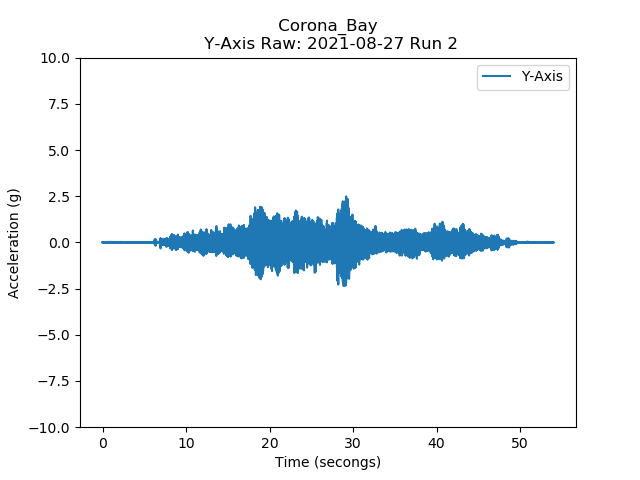 Corona_Bay
Y-Axis Raw: 2021-08-27 Run 2
Y-Axis
10.0
7.5
5.0
2.5
0.0
−2.5
−5.0
−7.5
−10.0
Acceleration (g)
0 10 20 30 40 50
Time (secongs)